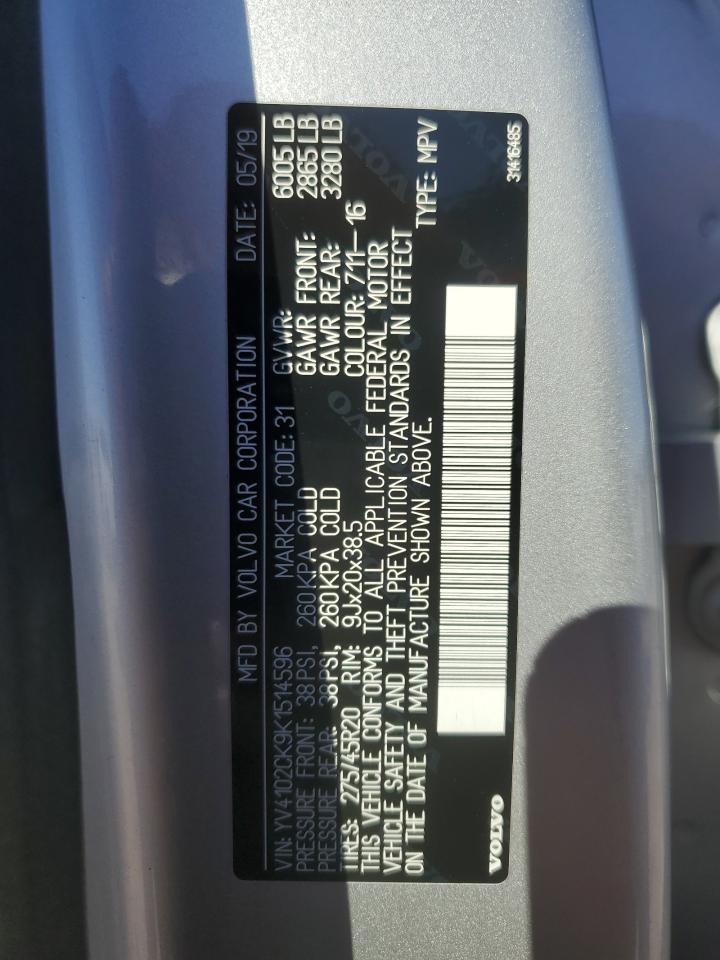 MFD BY VOLVO CAR CORPORATION DATE: 05/19
VIN: YV4102CK9K1514596 MARKET CODE: 31 GVWR: 6005 LB
PRESSURE FRONT: 38 PSI, 260 KPA COLD GAWR FRONT: 2865 LB
PRESSURE REAR: 38 PSI, 260 KPA COLD GAWR REAR: 3280 LB
TIRES: 275/45R20 RIM: 9Jx20x38.5 COLOUR: 711—16
THIS VEHICLE CONFORMS TO ALL APPLICABLE FEDERAL MOTOR
VEHICLE SAFETY AND THEFT PREVENTION STANDARDS IN EFFECT
ON THE DATE OF MANUFACTURE SHOWN ABOVE. TYPE: MPV
VOLVO 31416485